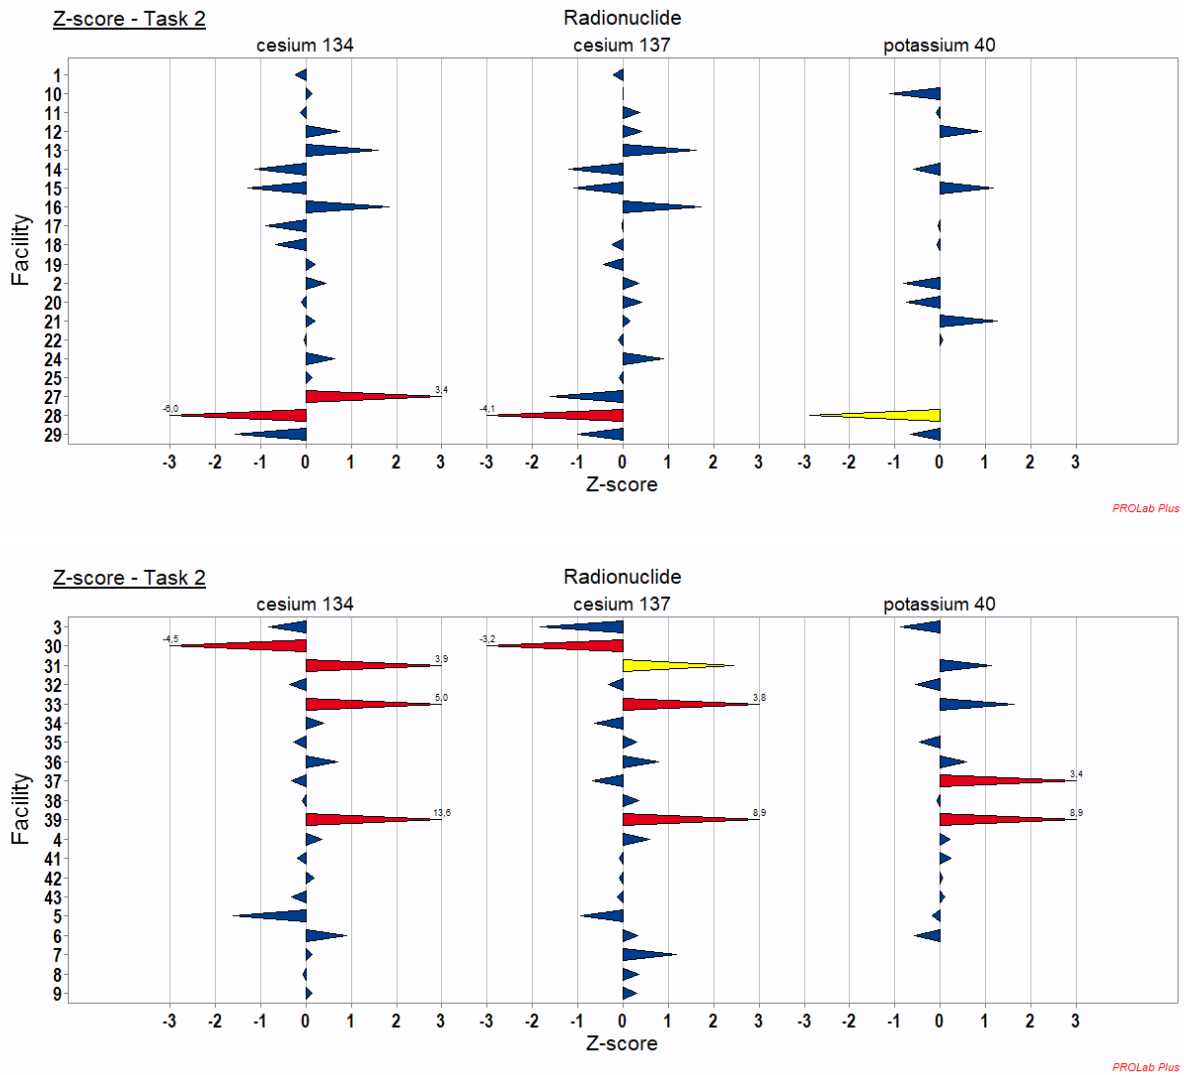 Z-score - Task 2
Radionuclide
cesium 134 cesium 137 potassium 40
Facility
1
10
11
12
13
14
15
16
17
18
19
2
20
21
22
24
25
27 3,4
28 -6,0 -4,1
29
-3 -2 -1 0 1 2 3 -3 -2 -1 0 1 2 3 -3 -2 -1 0 1 2 3
Z-score
PROLab Plus
Z-score - Task 2
Radionuclide
cesium 134 cesium 137 potassium 40
Facility
3
30 -4,5 -3,2
31 3,9
32
33 5,0 3,8
34
35
36
37 3,4
38
39 13,6 8,9 8,9
4
41
42
43
5
6
7
8
9
-3 -2 -1 0 1 2 3 -3 -2 -1 0 1 2 3 -3 -2 -1 0 1 2 3
Z-score
PROLab Plus